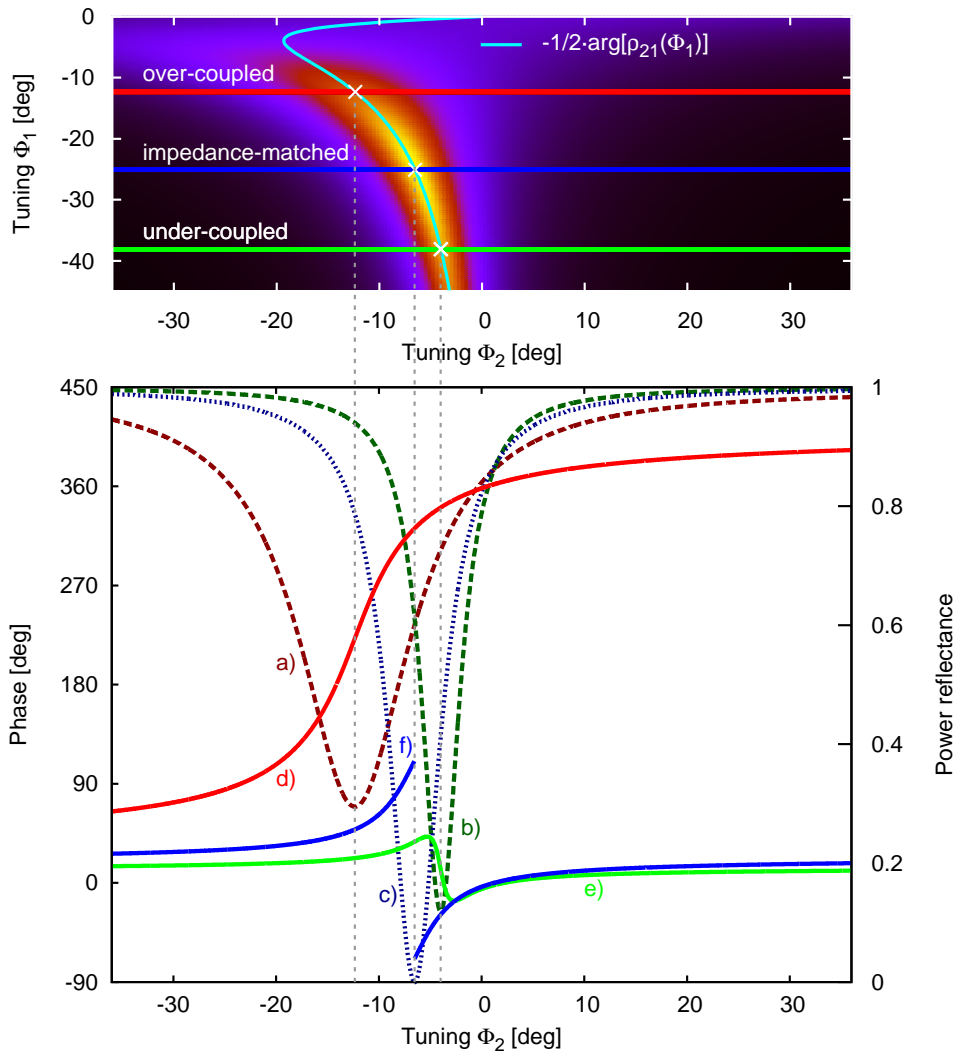 0
-10
-20
-30
-40
Tuning Φ1 [deg]
-1/2·arg[ρ21(Φ1)]
over-coupled
impedance-matched
under-coupled
-30 -20 -10 0 10 20 30
Tuning Φ2 [deg]
450
360
270
180
90
0
-90
Phase [deg]
1
0.8
0.6
0.4
0.2
0
Power reflectance
a)
f)
d)
b)
c)
e)
-30 -20 -10 0 10 20 30
Tuning Φ2 [deg]